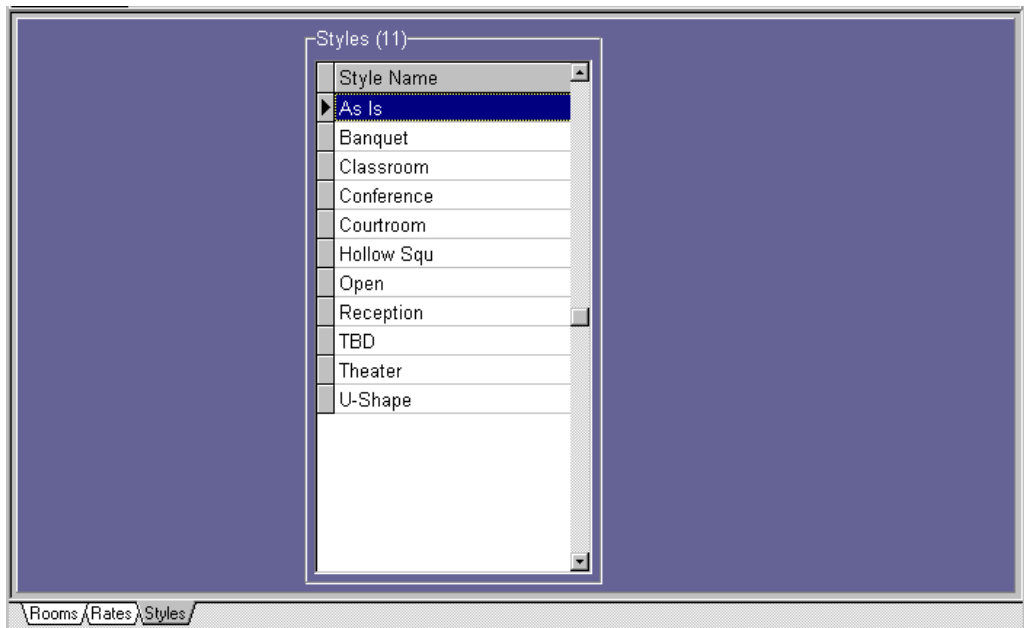 Styles (11)
Style Name
As Is
Banquet
Classroom
Conference
Courtroom
Hollow Squ
Open
Reception
TBD
Theater
U-Shape
Rooms Rates Styles